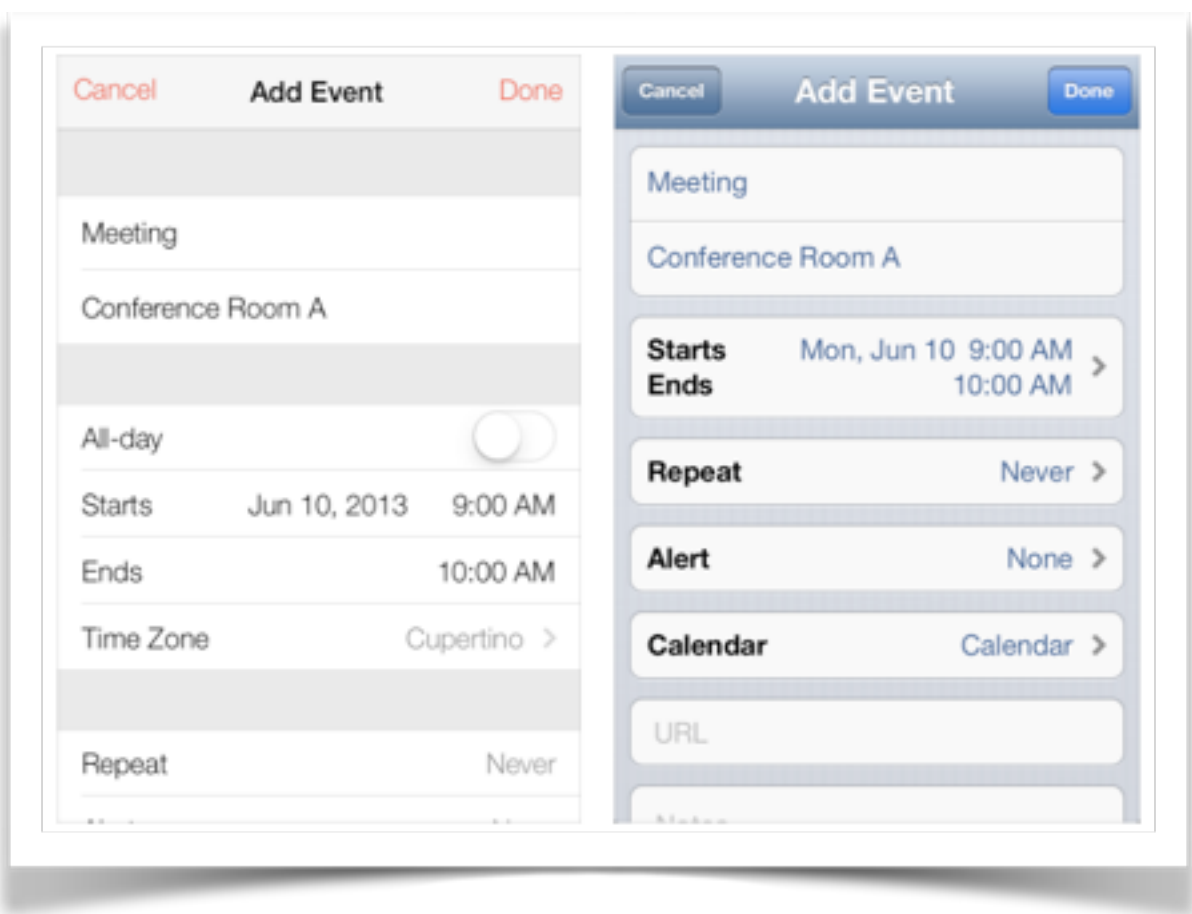 Cancel Add Event Done
Meeting
Conference Room A
All-day
Starts Jun 10, 2013 9:00 AM
Ends 10:00 AM
Time Zone Cupertino >
Repeat Never
Cancel Add Event Done
Meeting
Conference Room A
Starts Mon, Jun 10 9:00 AM >
Ends 10:00 AM
Repeat Never >
Alert None >
Calendar Calendar >
URL